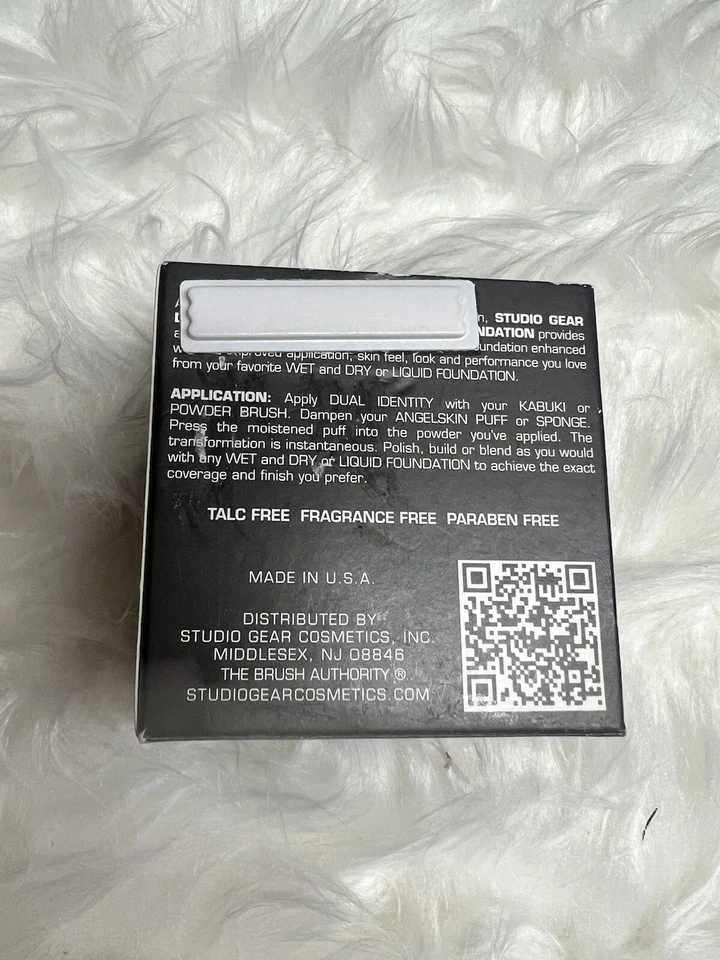 n, STUDIO GEAR
NDATION provides
oundation enhanced
application, skin feel, look and performance you love
from your favorite WET and DRY or LIQUID FOUNDATION.
APPLICATION: Apply DUAL IDENTITY with your KABUKI or
POWDER BRUSH. Dampen your ANGELSKIN PUFF or SPONGE.
Press the moistened puff into the powder you've applied. The
transformation is instantaneous. Polish, build or blend as you would
with any WET and DRY or LIQUID FOUNDATION to achieve the exact
coverage and finish you prefer.
TALC FREE FRAGRANCE FREE PARABEN FREE
MADE IN U.S.A.
DISTRIBUTED BY
STUDIO GEAR COSMETICS, INC.
MIDDLESEX, NJ 08846
THE BRUSH AUTHORITY ®
STUDIOGEARCOSMETICS.COM